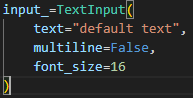 input_=TextInput(
    text="default text",
    multiline=False,
    font_size=16
)